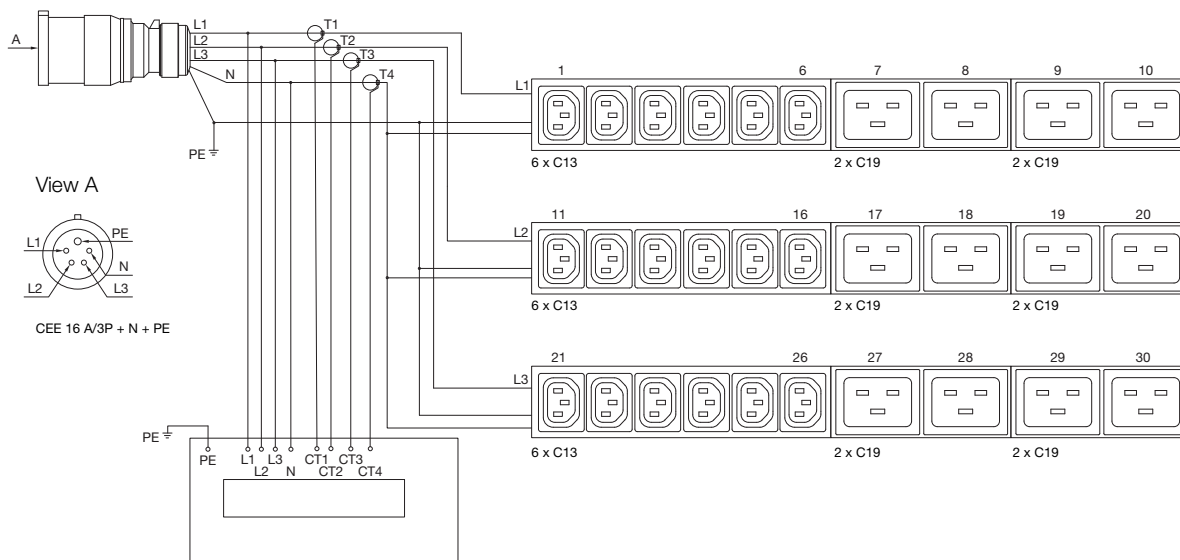 A
L1
L2
L3
N
T1
T2
T3
T4
PE
View A
L1
PE
N
L2
L3
CEE 16 A/3P + N + PE
L1
1 6 7 8 9 10
6 x C13 2 x C19 2 x C19
L2
11 16 17 18 19 20
6 x C13 2 x C19 2 x C19
L3
21 26 27 28 29 30
6 x C13 2 x C19 2 x C19
PE
PE L1 L2 L3 N CT1 CT2 CT3 CT4